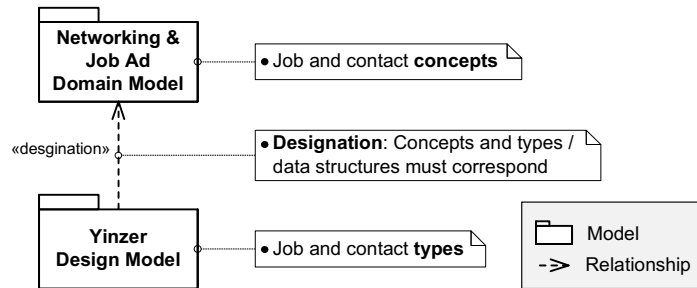 Networking &
Job Ad
Domain Model
• Job and contact concepts
«desgination»
• Designation: Concepts and types /
data structures must correspond
Yinzer
Design Model
• Job and contact types
Model
Relationship